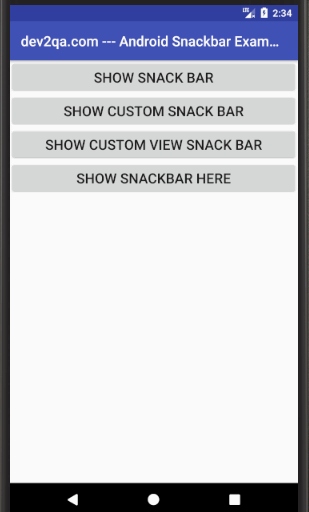 2:34
dev2qa.com --- Android Snackbar Exam...
SHOW SNACK BAR
SHOW CUSTOM SNACK BAR
SHOW CUSTOM VIEW SNACK BAR
SHOW SNACKBAR HERE